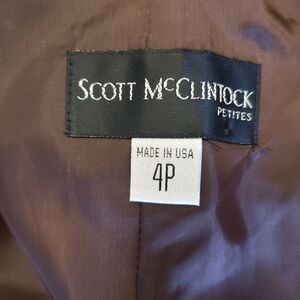 SCOTT McCLINTOCK
PETITES
MADE IN USA
4P